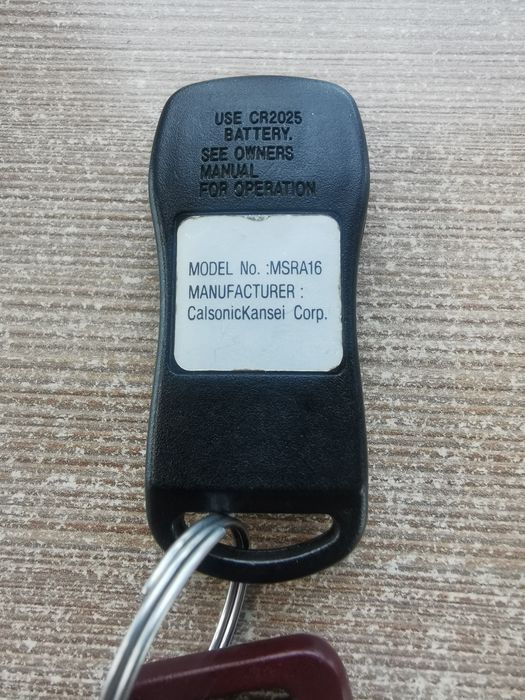 USE CR2025
BATTERY.
SEE OWNERS
MANUAL
FOR OPERATION
MODEL No. :MSRA16
MANUFACTURER :
CalsonicKansei Corp.